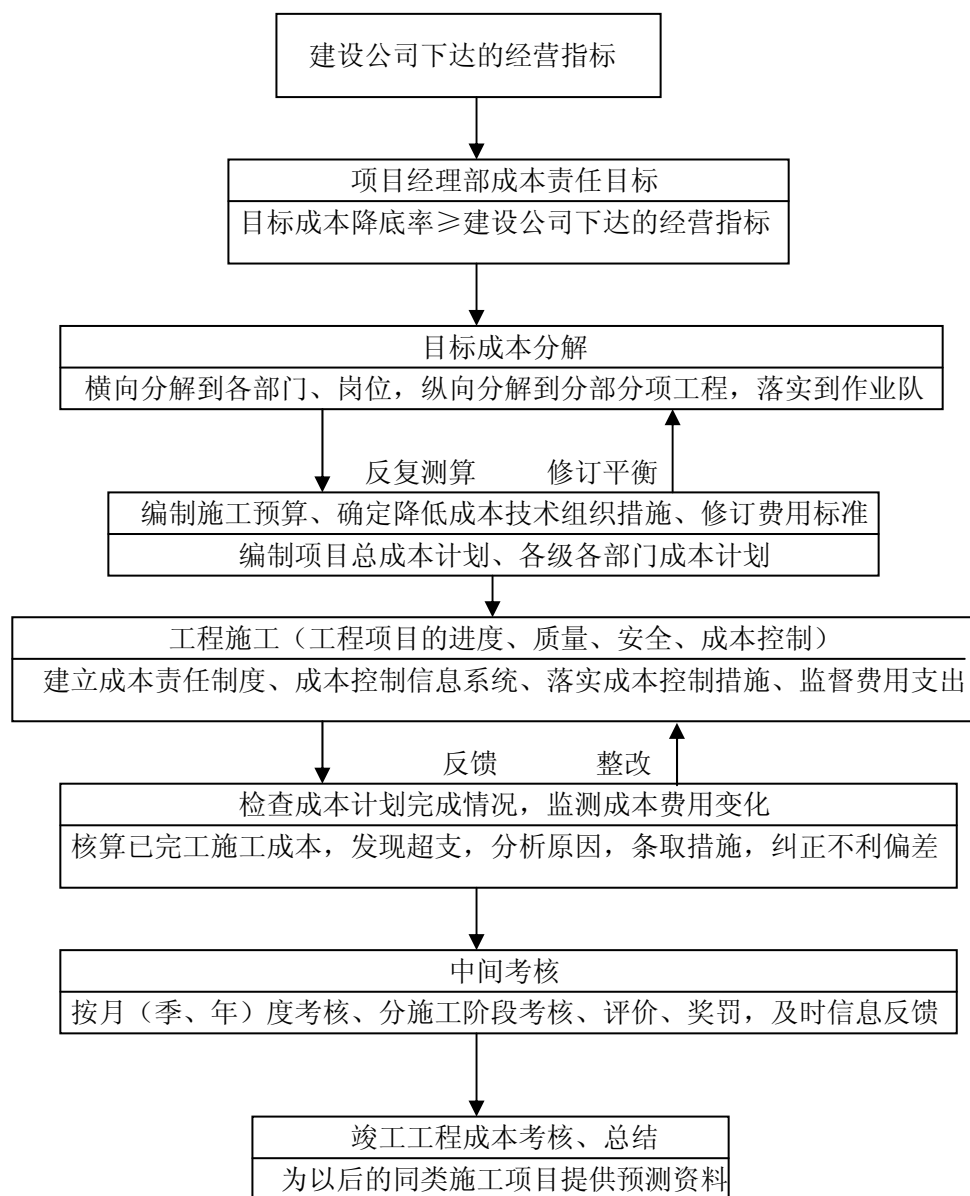 建设公司下达的经营指标
项目经理部成本责任目标
目标成本降底率≥建设公司下达的经营指标
目标成本分解
横向分解到各部门、岗位，纵向分解到分部分项工程，落实到作业队
反复测算 修订平衡
编制施工预算、确定降低成本技术组织措施、修订费用标准
编制项目总成本计划、各级各部门成本计划
工程施工（工程项目的进度、质量、安全、成本控制）
建立成本责任制度、成本控制信息系统、落实成本控制措施、监督费用支出
反馈 整改
检查成本计划完成情况，监测成本费用变化
核算已完工施工成本，发现超支，分析原因，条取措施，纠正不利偏差
中间考核
按月（季、年）度考核、分施工阶段考核、评价、奖罚，及时信息反馈
竣工工程成本考核、总结
为以后的同类施工项目提供预测资料